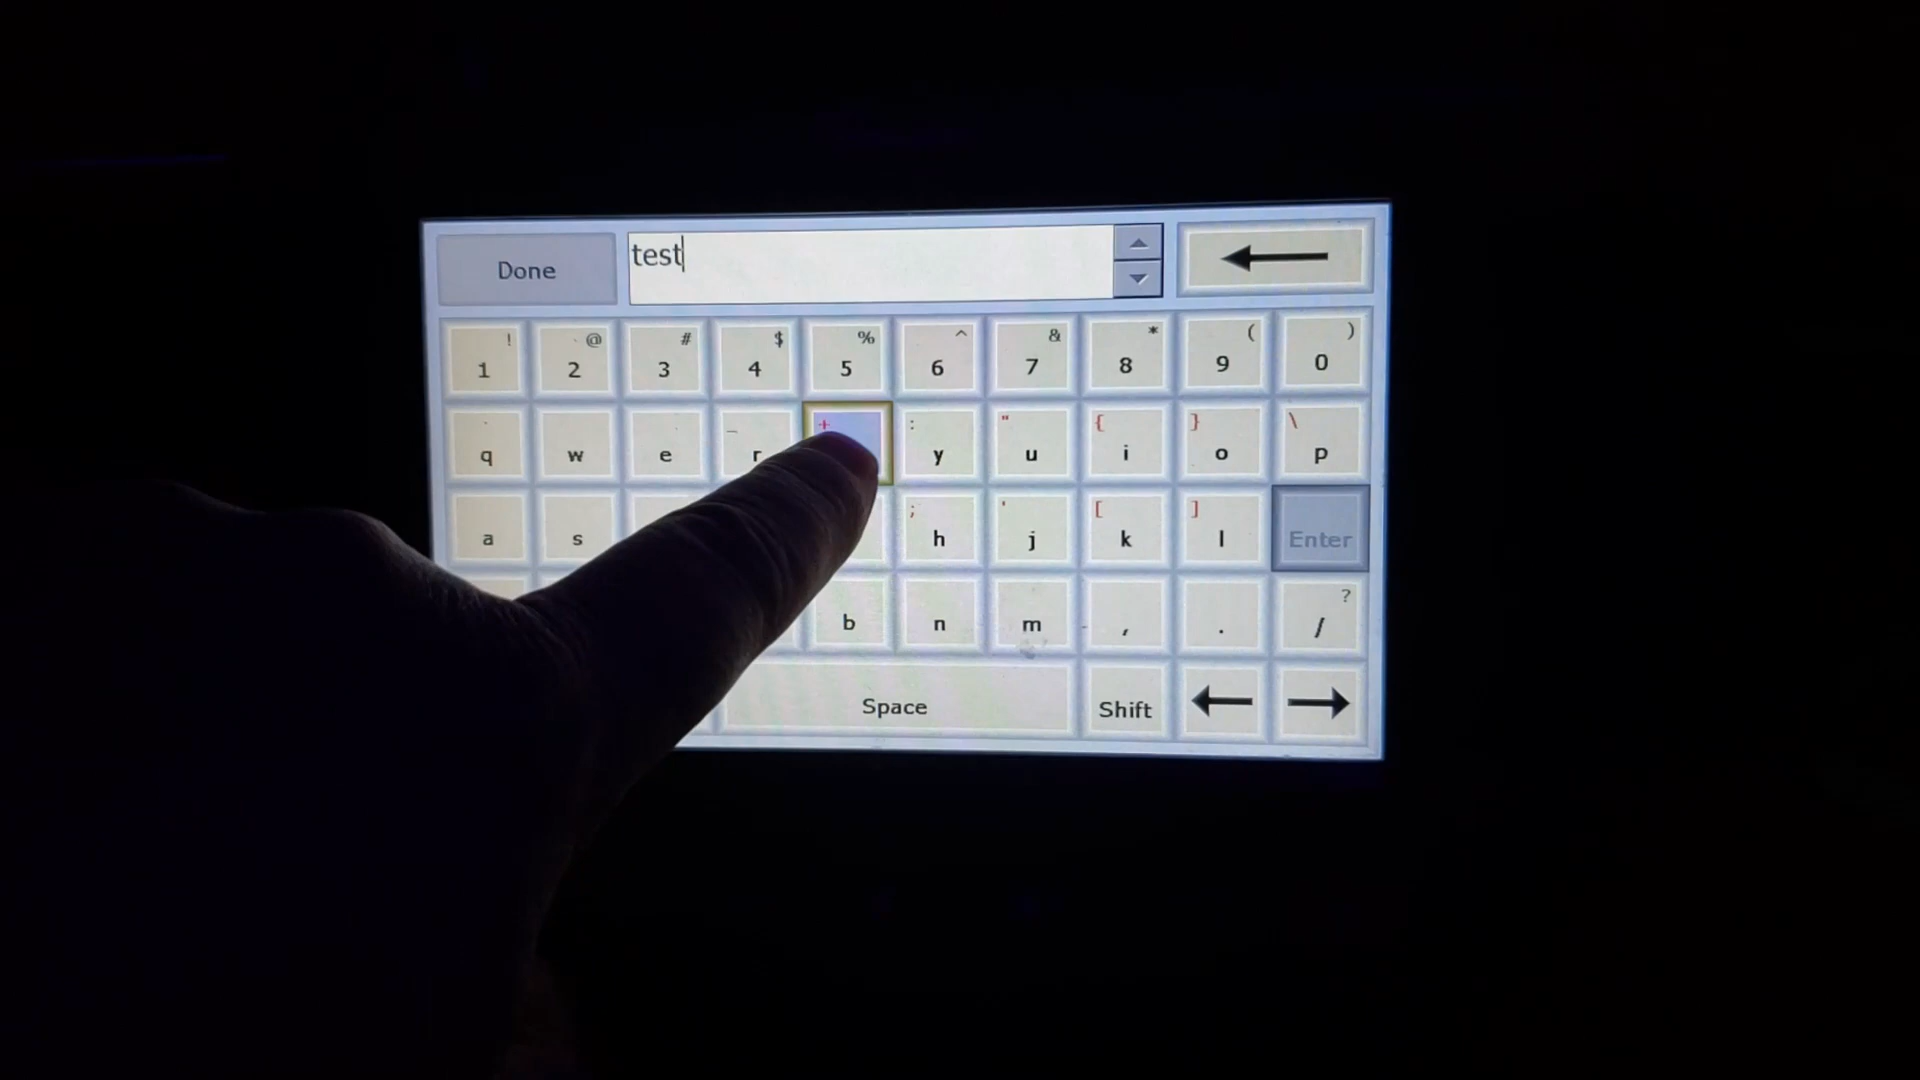 Done test
! @ # $ % ^ & * ( )
1 2 3 4 5 6 7 8 9 0
_ + : " { } \
q w e r y u i o p
; ' [ ]
a s h j k l Enter
?
b n m , . /
Space Shift